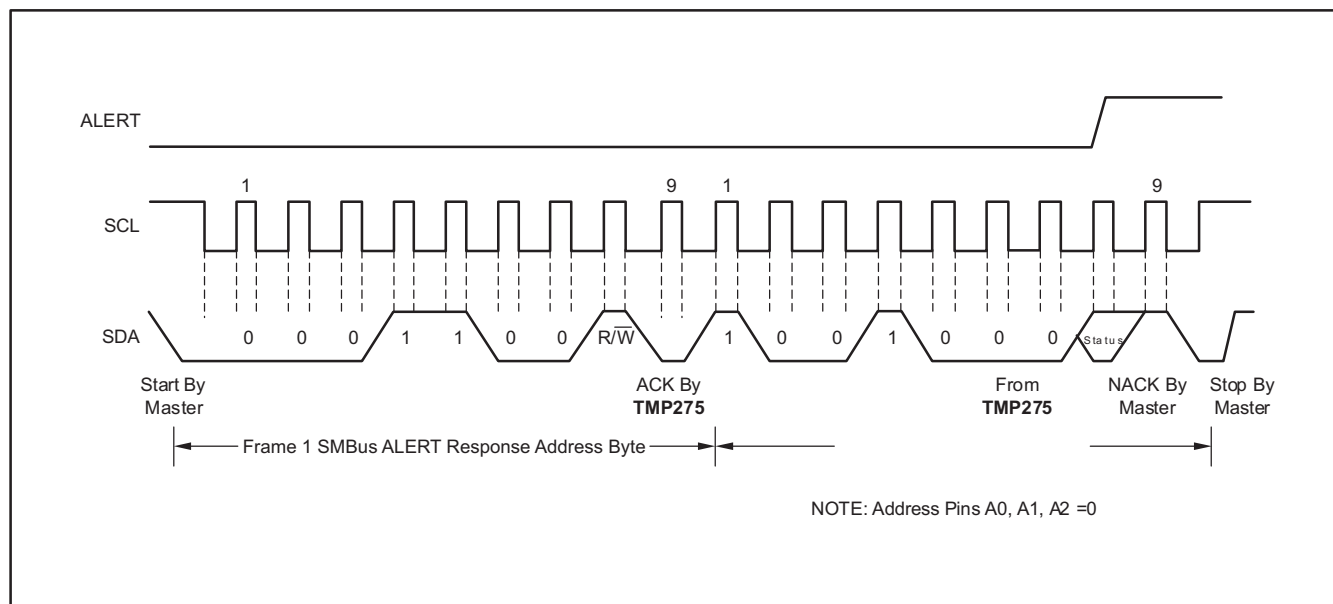 ALERT
1 9 1 9
SCL
SDA
0 0 0 1 1 0 0 R/W̅ 1 0 0 1 0 0 0 Status
Start By
Master
ACK By
TMP275
From
TMP275
NACK By
Master
Stop By
Master
Frame 1 SMBus ALERT Response Address Byte
NOTE: Address Pins A0, A1, A2 =0